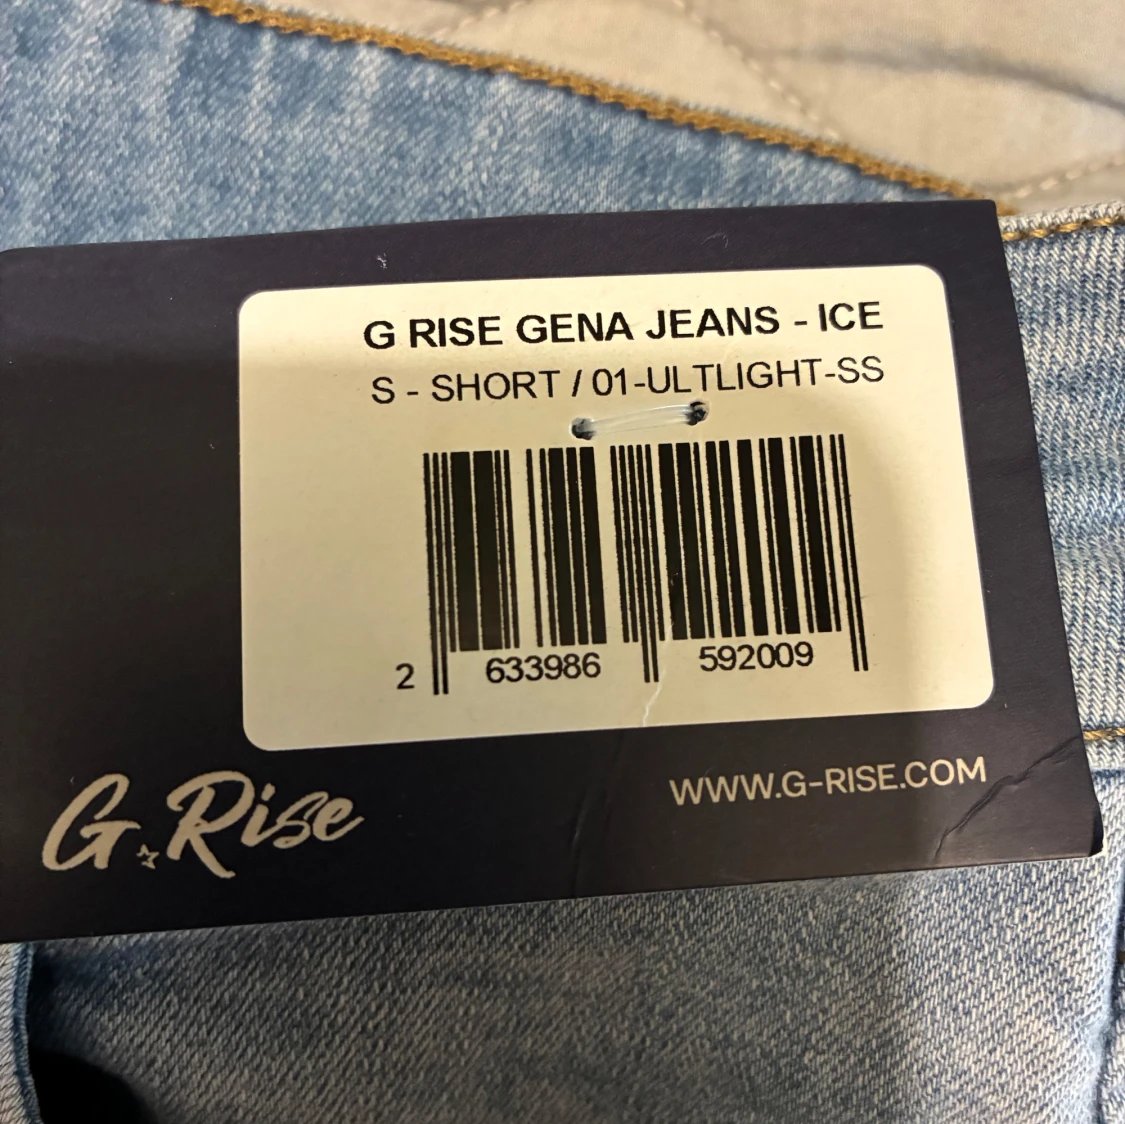 G RISE GENA JEANS - ICE
S - SHORT / 01-ULTLIGHT-SS
2 633986 592009
G Rise
WWW.G-RISE.COM